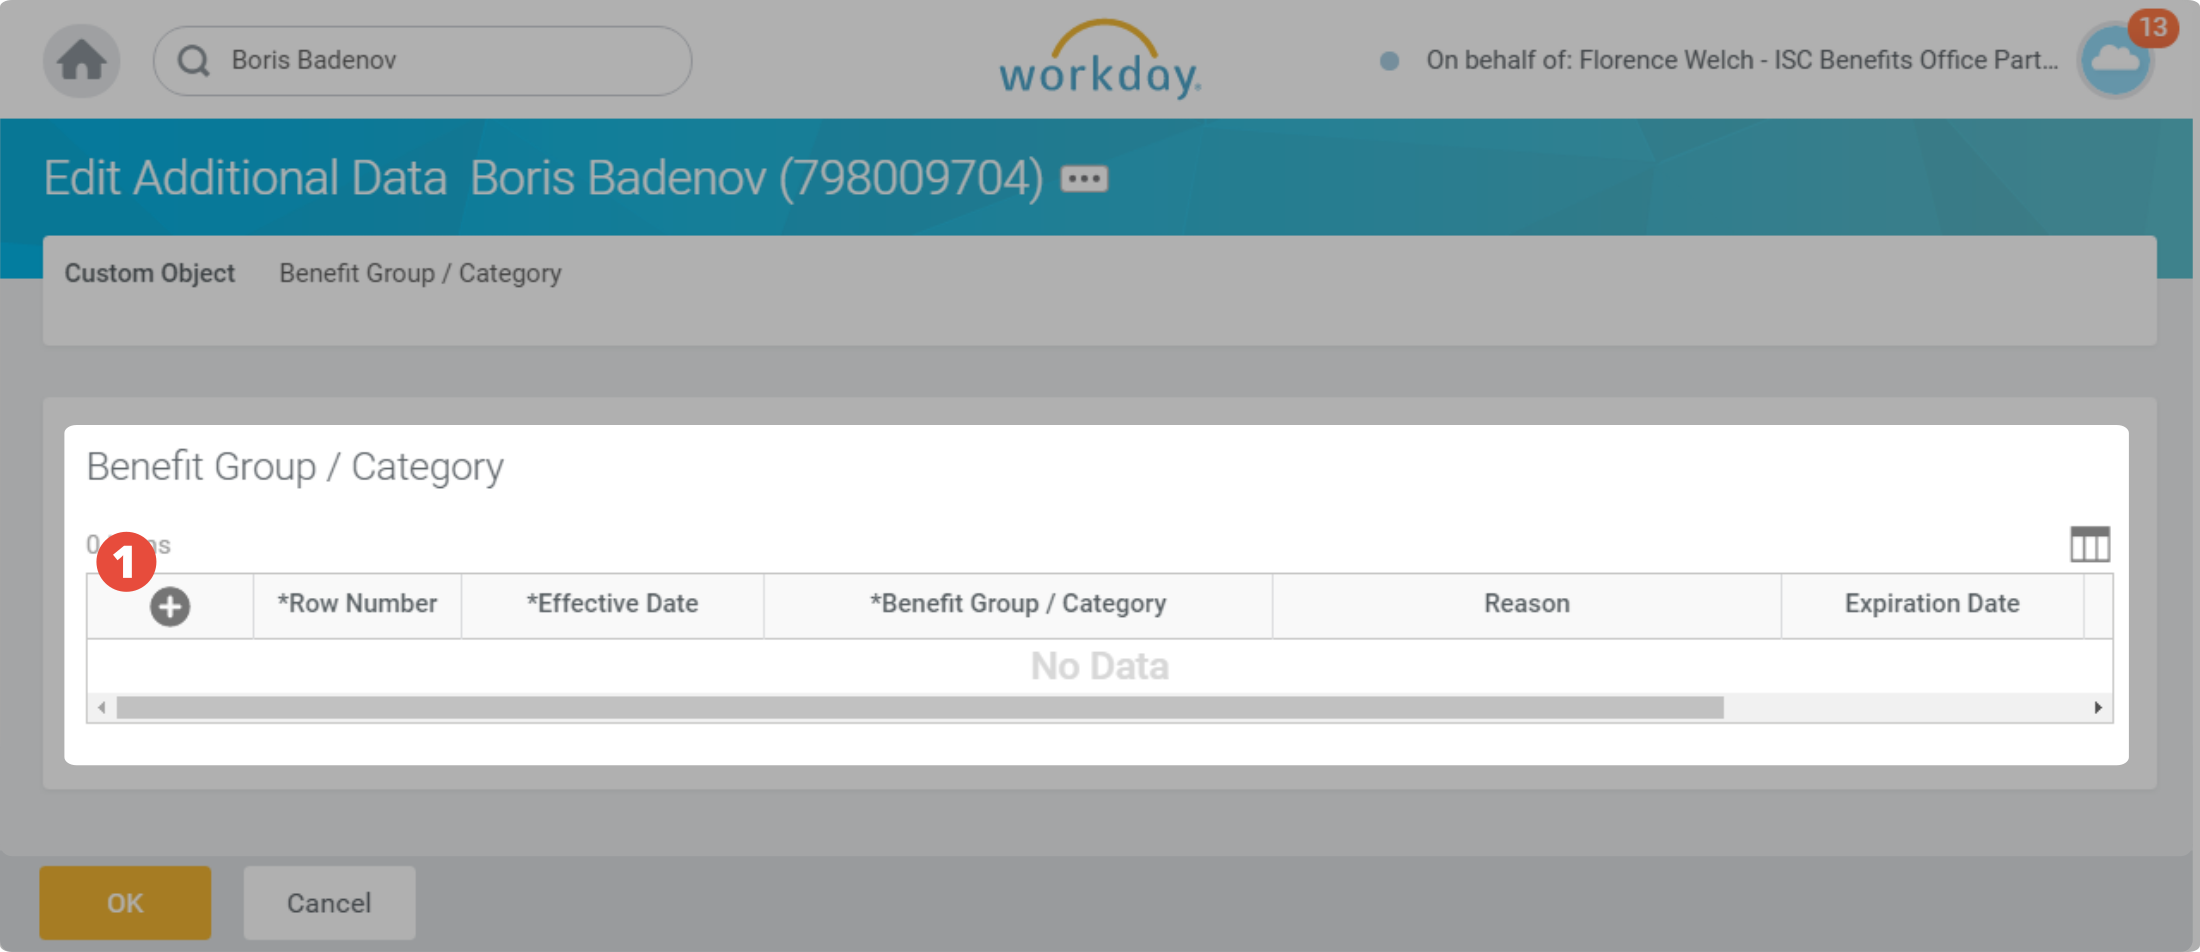 Boris Badenov
workday.
On behalf of: Florence Welch - ISC Benefits Office Part...
13
Edit Additional Data Boris Badenov (798009704)
Custom Object Benefit Group / Category
Benefit Group / Category
0
1
*Row Number *Effective Date *Benefit Group / Category Reason Expiration Date
No Data
OK Cancel